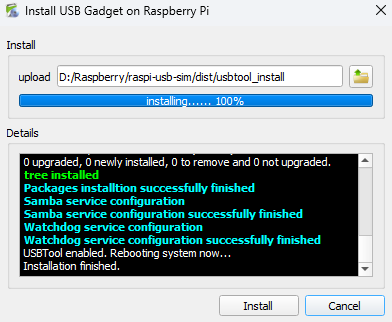 Install USB Gadget on Raspberry Pi
Install
upload D:/Raspberry/raspi-usb-sim/dist/usbtool_install
installing...... 100%
Details
0 upgraded, 0 newly installed, 0 to remove and 0 not upgraded.
tree installed
Packages installtion successfully finished
Samba service configuration
Samba service configuration successfully finished
Watchdog service configuration
Watchdog service configuration successfully finished
USBTool enabled. Rebooting system now...
Installation finished.
Install Cancel